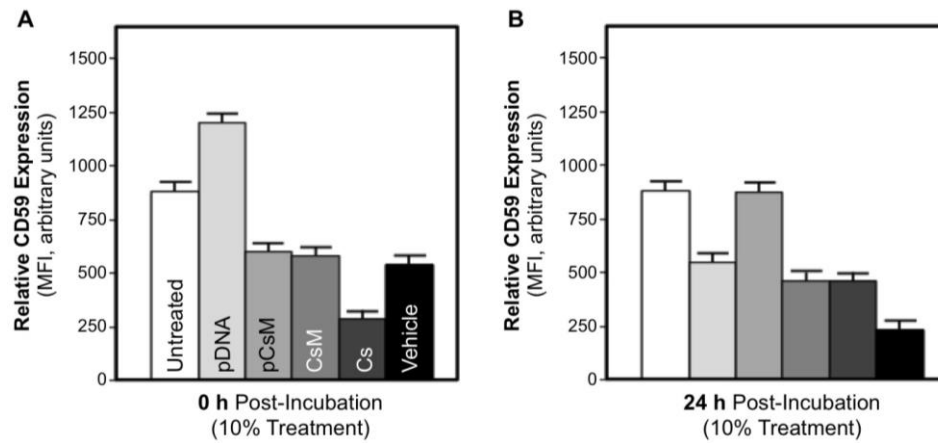 A
Relative CD59 Expression
(MFI, arbitrary units)
1500
1250
1000
750
500
250
0
Untreated
pDNA
pCsM
CsM
Cs
Vehicle
0 h Post-Incubation
(10% Treatment)
B
Relative CD59 Expression
(MFI, arbitrary units)
1500
1250
1000
750
500
250
0
24 h Post-Incubation
(10% Treatment)